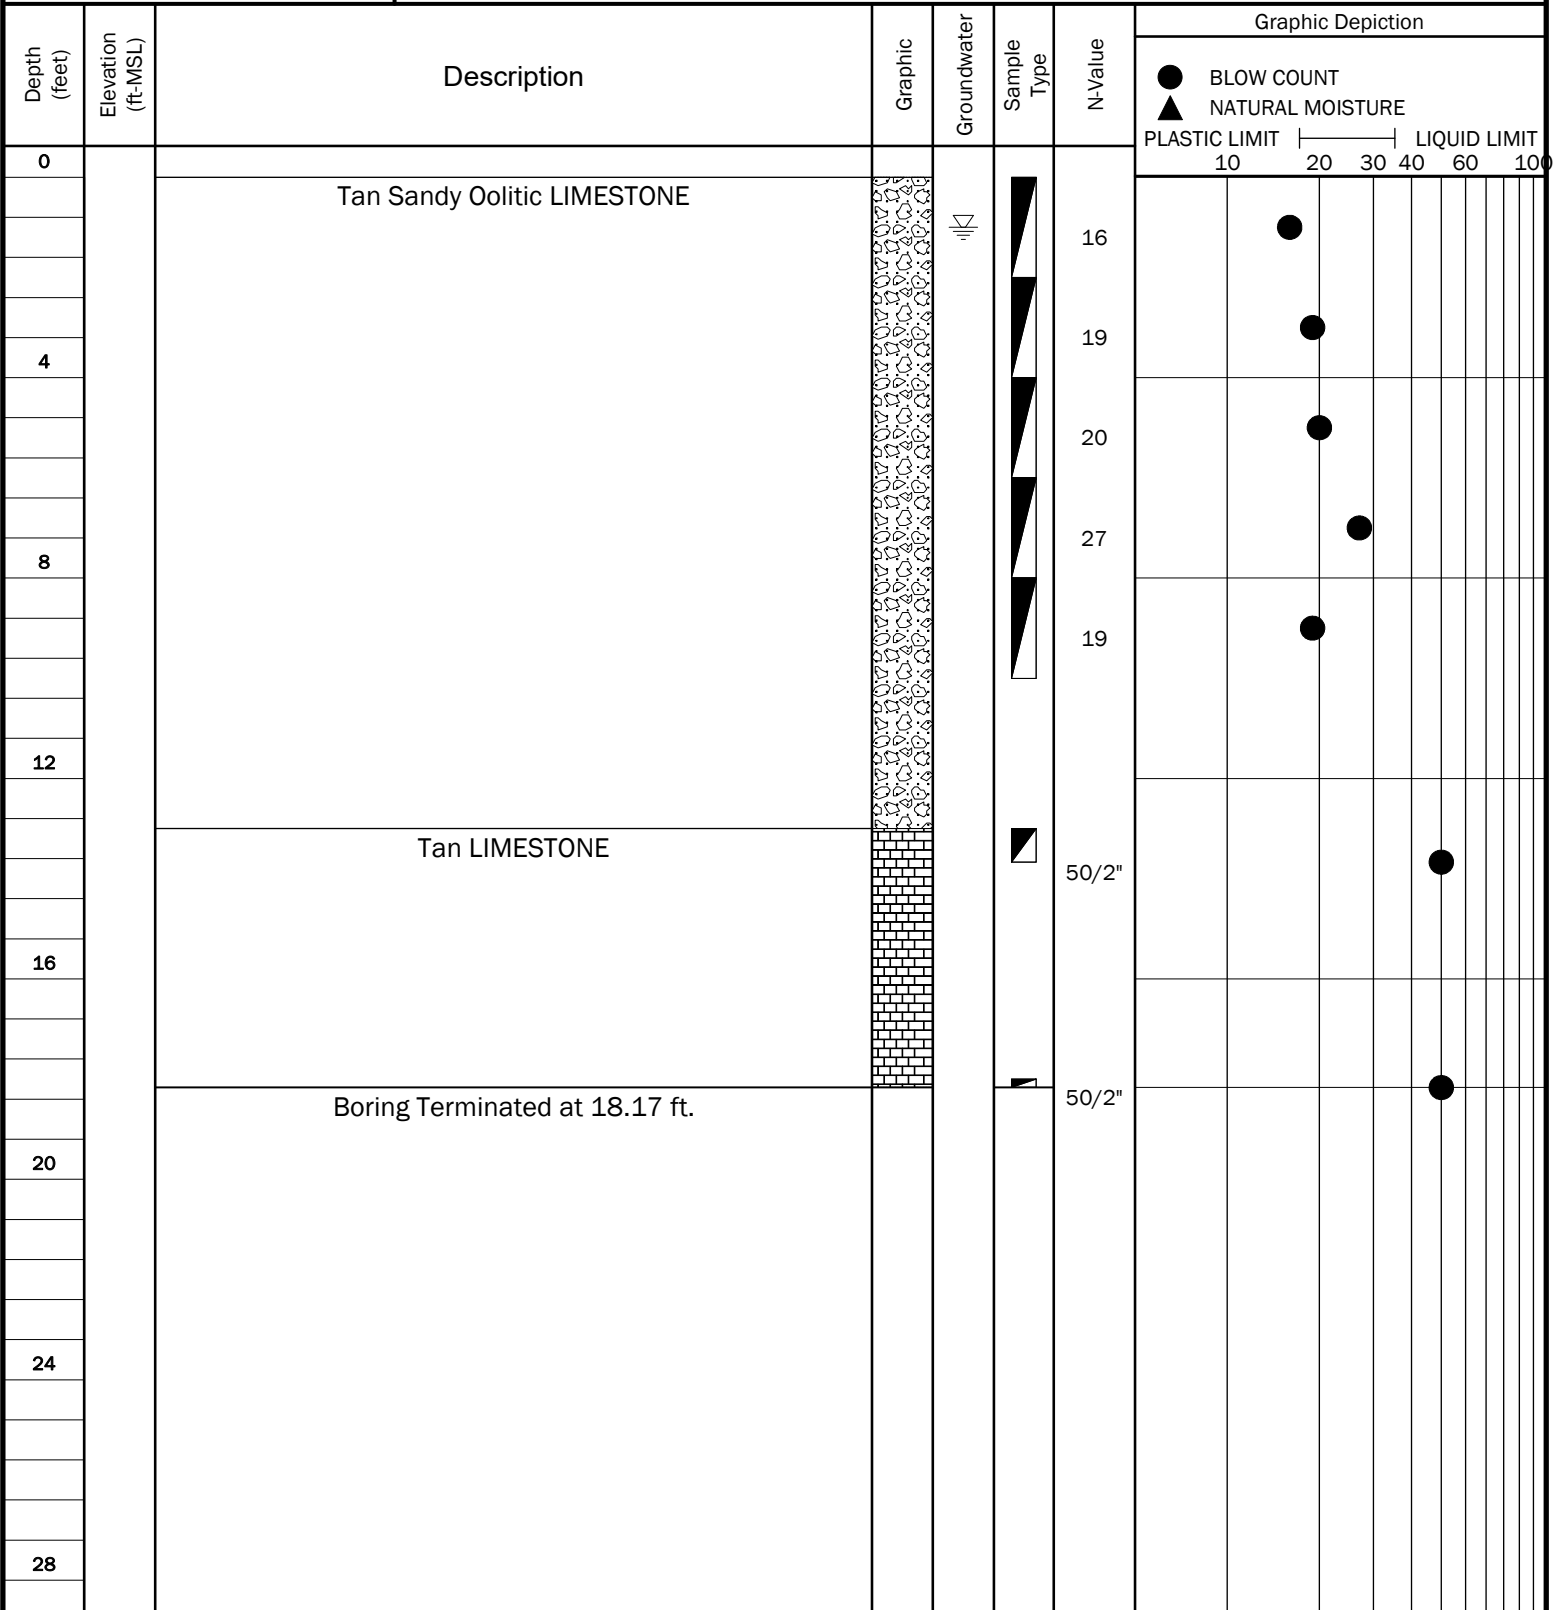 Depth
(feet)
Elevation
(ft-MSL)
Description
Graphic
Groundwater
Sample
Type
N-Value
Graphic Depiction
BLOW COUNT
NATURAL MOISTURE
PLASTIC LIMIT LIQUID LIMIT
10 20 30 40 60 100
0
Tan Sandy Oolitic LIMESTONE
16
19
4
20
27
8
19
12
Tan LIMESTONE
50/2"
16
50/2"
Boring Terminated at 18.17 ft.
20
24
28